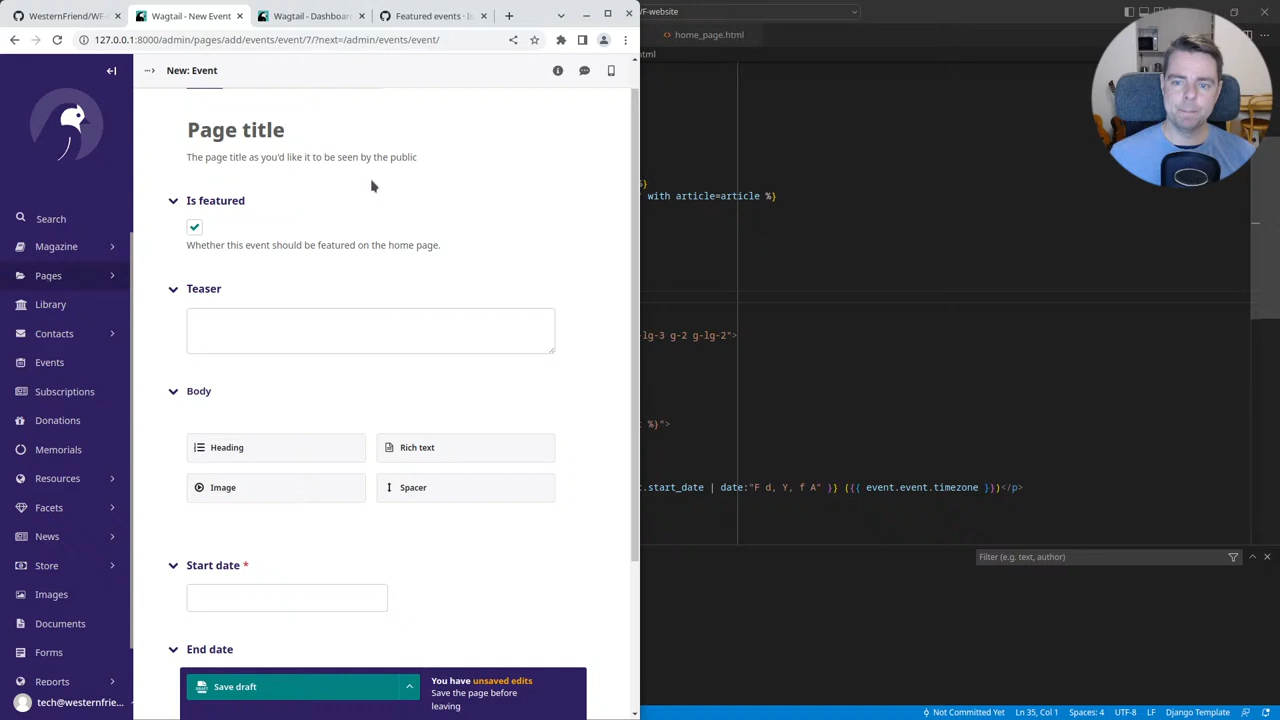 WesternFriend/WF-
Wagtail - New Event
Wagtail - Dashboard
Featured events · Is
F-website
127.0.0.1:8000/admin/pages/add/events/event/7/?next=/admin/events/event/
home_page.html
ml
New: Event
Page title
The page title as you'd like it to be seen by the public
Is featured
Whether this event should be featured on the home page.
Teaser
Body
Heading
Rich text
Image
Spacer
Start date *
End date
Save draft
You have unsaved edits
Save the page before
leaving
Search
Magazine
Pages
Library
Contacts
Events
Subscriptions
Donations
Memorials
Resources
Facets
News
Store
Images
Documents
Forms
Reports
tech@westernfrie...
%}
' with article=article %}
-lg-3 g-2 g-lg-2">
t %}">
t.start_date | date:"F d, Y, f A" }} ({{ event.event.timezone }})</p>
Filter (e.g. text, author)
Not Committed Yet
Ln 35, Col 1
Spaces: 4
UTF-8
LF
Django Template